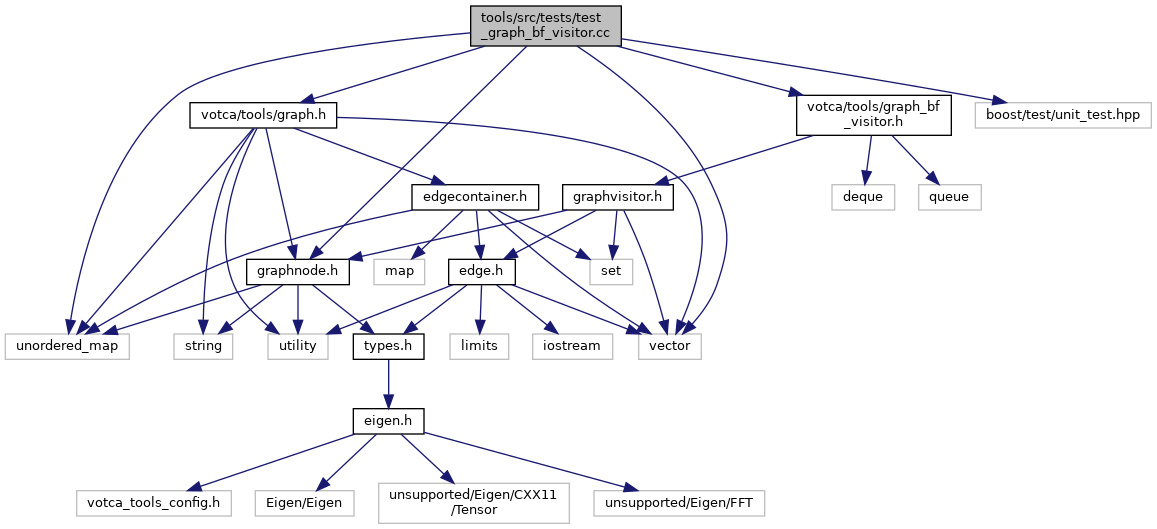 tools/src/tests/test
_graph_bf_visitor.cc
votca/tools/graph.h
votca/tools/graph_bf
_visitor.h
boost/test/unit_test.hpp
edgecontainer.h
graphvisitor.h
deque
queue
graphnode.h
map
edge.h
set
unordered_map
string
utility
types.h
limits
iostream
vector
eigen.h
votca_tools_config.h
Eigen/Eigen
unsupported/Eigen/CXX11
/Tensor
unsupported/Eigen/FFT